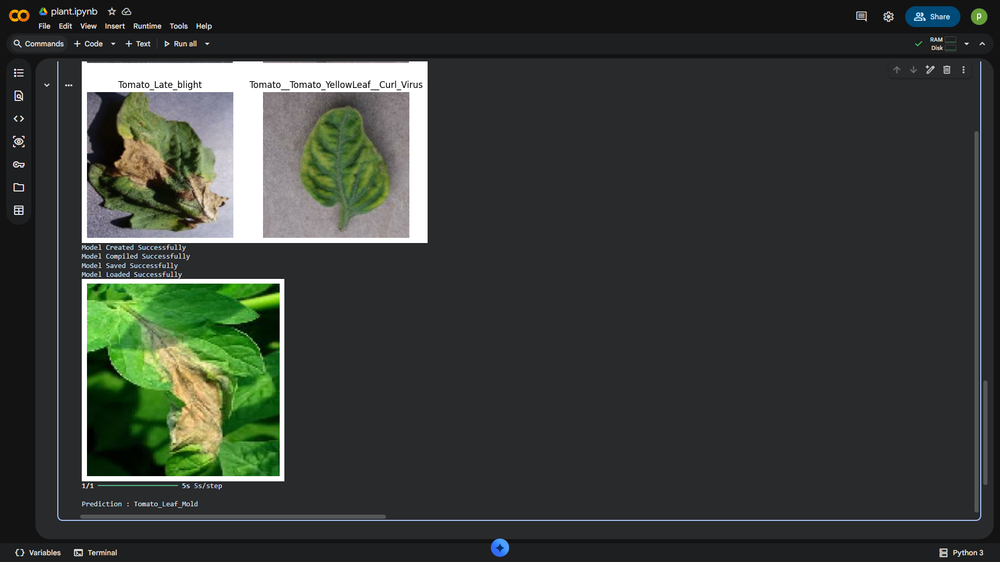 plant.ipynb
File Edit View Insert Runtime Tools Help
Share
p
Commands + Code + Text Run all
RAM
Disk
Tomato_Late_blight Tomato__Tomato_YellowLeaf__Curl_Virus
Model Created Successfully
Model Compiled Successfully
Model Saved Successfully
Model Loaded Successfully
1/1 ━━━━━━━━━━━━━━━━━━━━ 5s 5s/step
Prediction : Tomato_Leaf_Mold
Variables Terminal Python 3